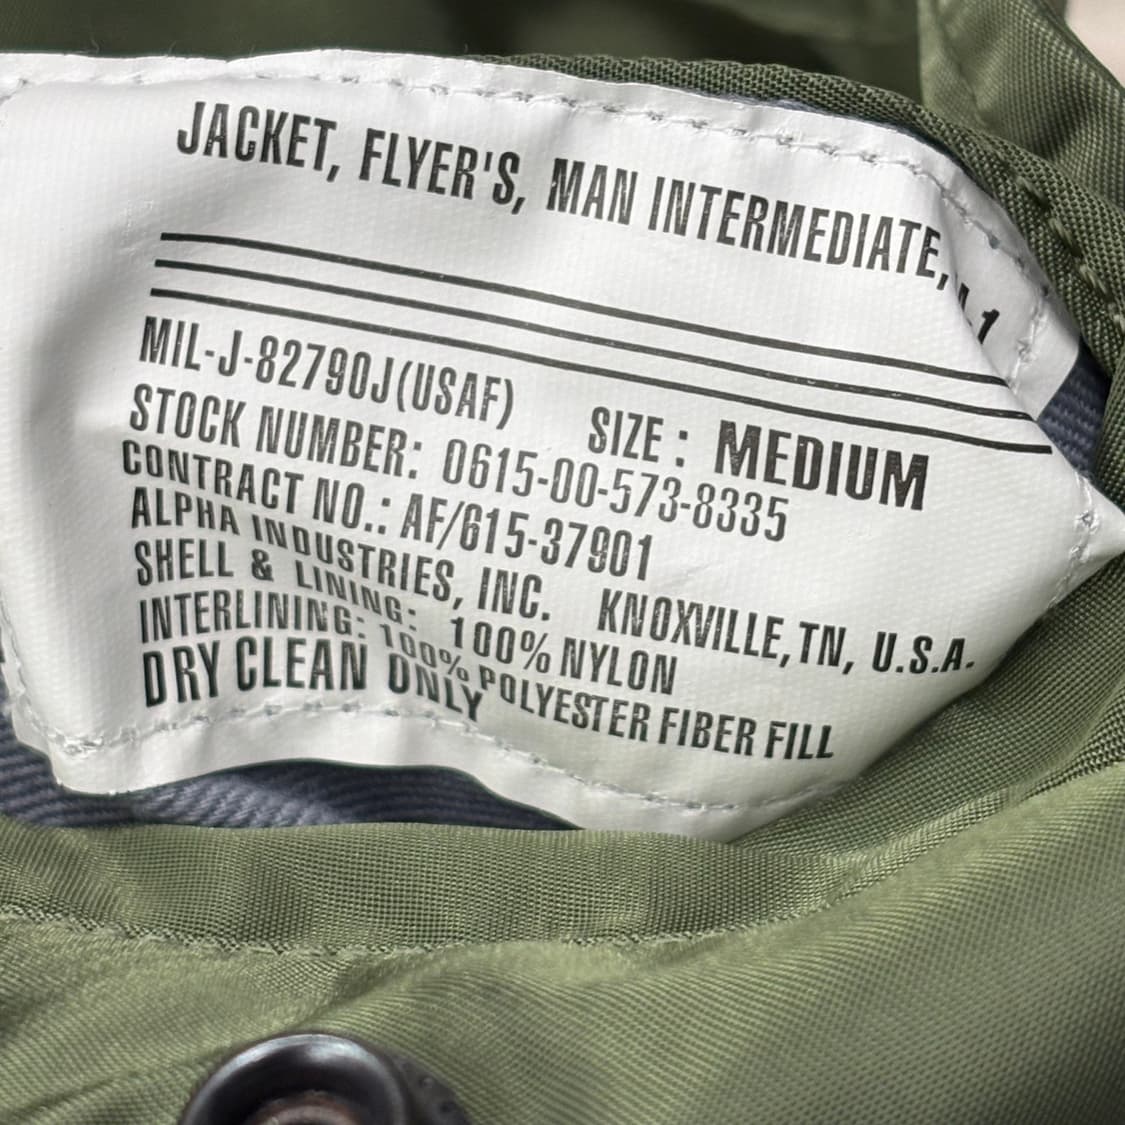 JACKET, FLYER'S, MAN INTERMEDIATE,
MIL-J-82790J(USAF) SIZE : MEDIUM
STOCK NUMBER: 0615-00-573-8335
CONTRACT NO.: AF/615-37901
ALPHA INDUSTRIES, INC. KNOXVILLE, TN, U.S.A.
SHELL & LINING: 100% NYLON
INTERLINING: 100% POLYESTER FIBER FILL
DRY CLEAN ONLY